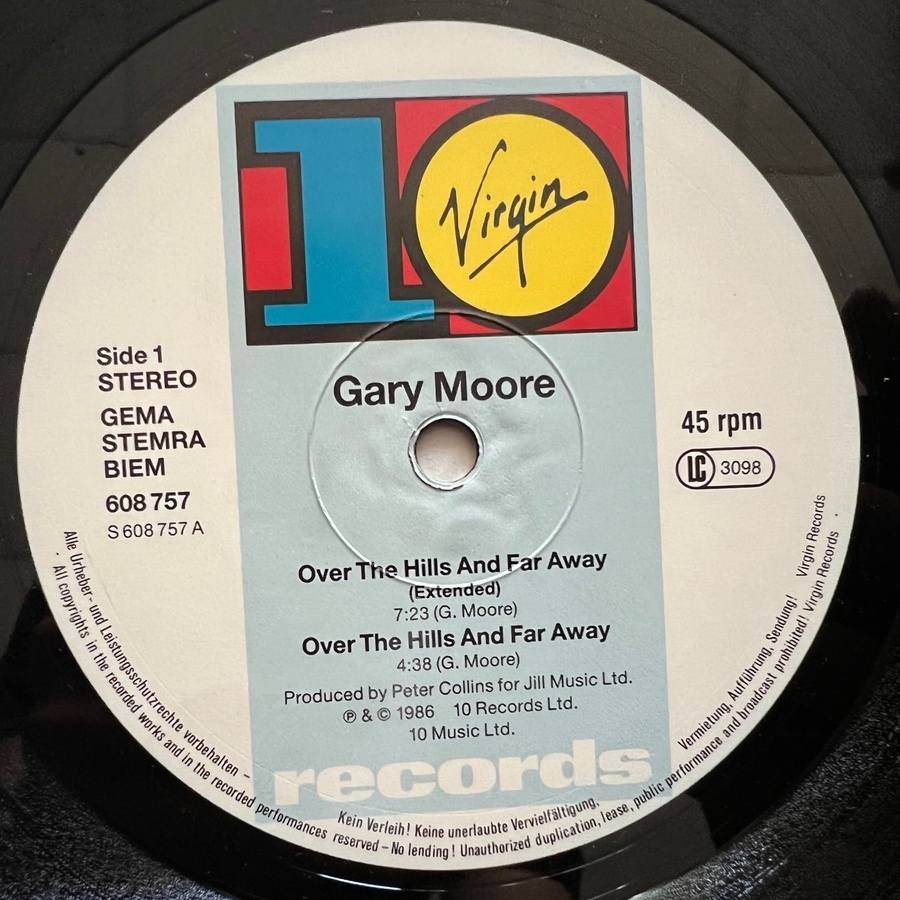 10
Virgin
Gary Moore
Side 1
STEREO
GEMA
STEMRA
BIEM
608 757
S 608 757 A
45 rpm
LC 3098
Over The Hills And Far Away
(Extended)
7:23 (G. Moore)
Over The Hills And Far Away
4:38 (G. Moore)
Produced by Peter Collins for Jill Music Ltd.
℗ & © 1986 10 Records Ltd.
10 Music Ltd.
records
Alle Urheber- und Leistungsschutzrechte vorbehalten – Kein Verleih! Keine unerlaubte Vervielfältigung, Vermietung, Aufführung, Sendung! Virgin Records
· All copyrights in the recorded works and in the recorded performances reserved – No lending! Unauthorized duplication, lease, public performance and broadcast prohibited! Virgin Records ·